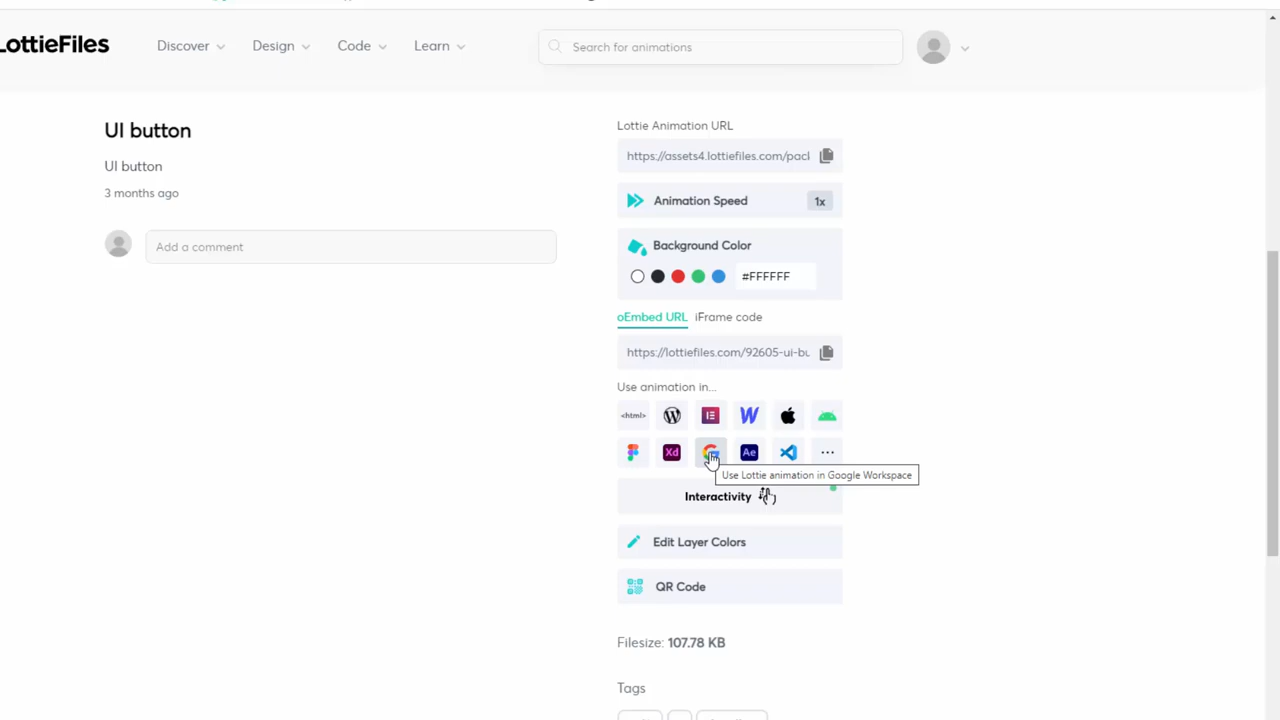 LottieFiles
Discover
Design
Code
Learn
Search for animations
UI button
UI button
3 months ago
Add a comment
Lottie Animation URL
https://assets4.lottiefiles.com/pacl
Animation Speed
1x
Background Color
#FFFFFF
oEmbed URL
iFrame code
https://lottiefiles.com/92605-ui-bu
Use animation in...
<html>
W
Xd
Ae
Use Lottie animation in Google Workspace
Interactivity
Edit Layer Colors
QR Code
Filesize: 107.78 KB
Tags